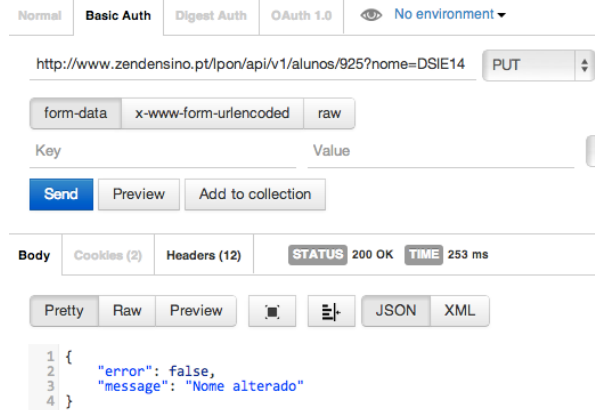 Normal Basic Auth Digest Auth OAuth 1.0 No environment
http://www.zendensino.pt/lpon/api/v1/alunos/925?nome=DSIE14 PUT
form-data x-www-form-urlencoded raw
Key Value
Send Preview Add to collection
Body Cookies (2) Headers (12) STATUS 200 OK TIME 253 ms
Pretty Raw Preview JSON XML
1 {
2 "error": false,
3 "message": "Nome alterado"
4 }